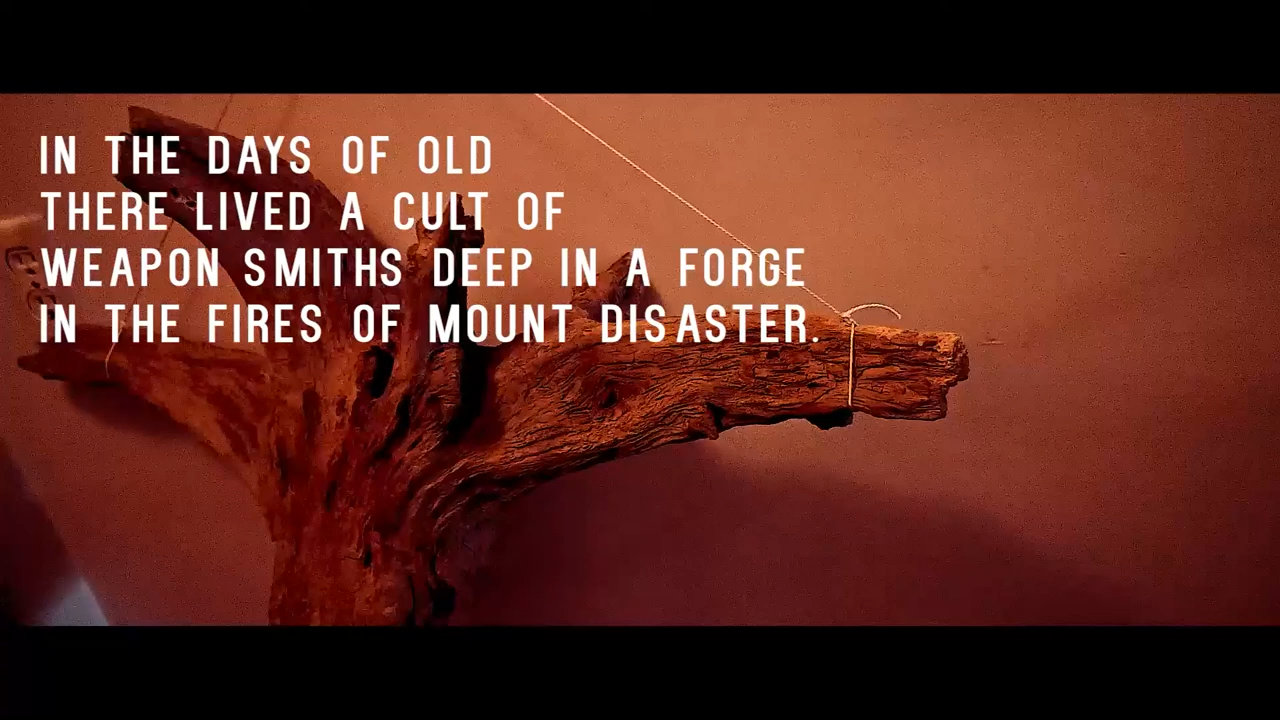 IN THE DAYS OF OLD
THERE LIVED A CULT OF
WEAPON SMITHS DEEP IN A FORGE
IN THE FIRES OF MOUNT DISASTER.